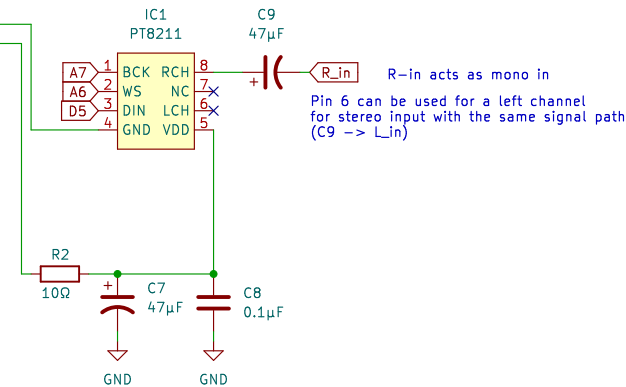 IC1
PT8211
C9
47µF
A7 1 BCK RCH 8
+
R_in
R-in acts as mono in
A6 2 WS NC 7
D5 3 DIN LCH 6
4 GND VDD 5
Pin 6 can be used for a left channel
for stereo input with the same signal path
(C9 -> L_in)
R2
10Ω
+
C7
47µF
C8
0.1µF
GND
GND